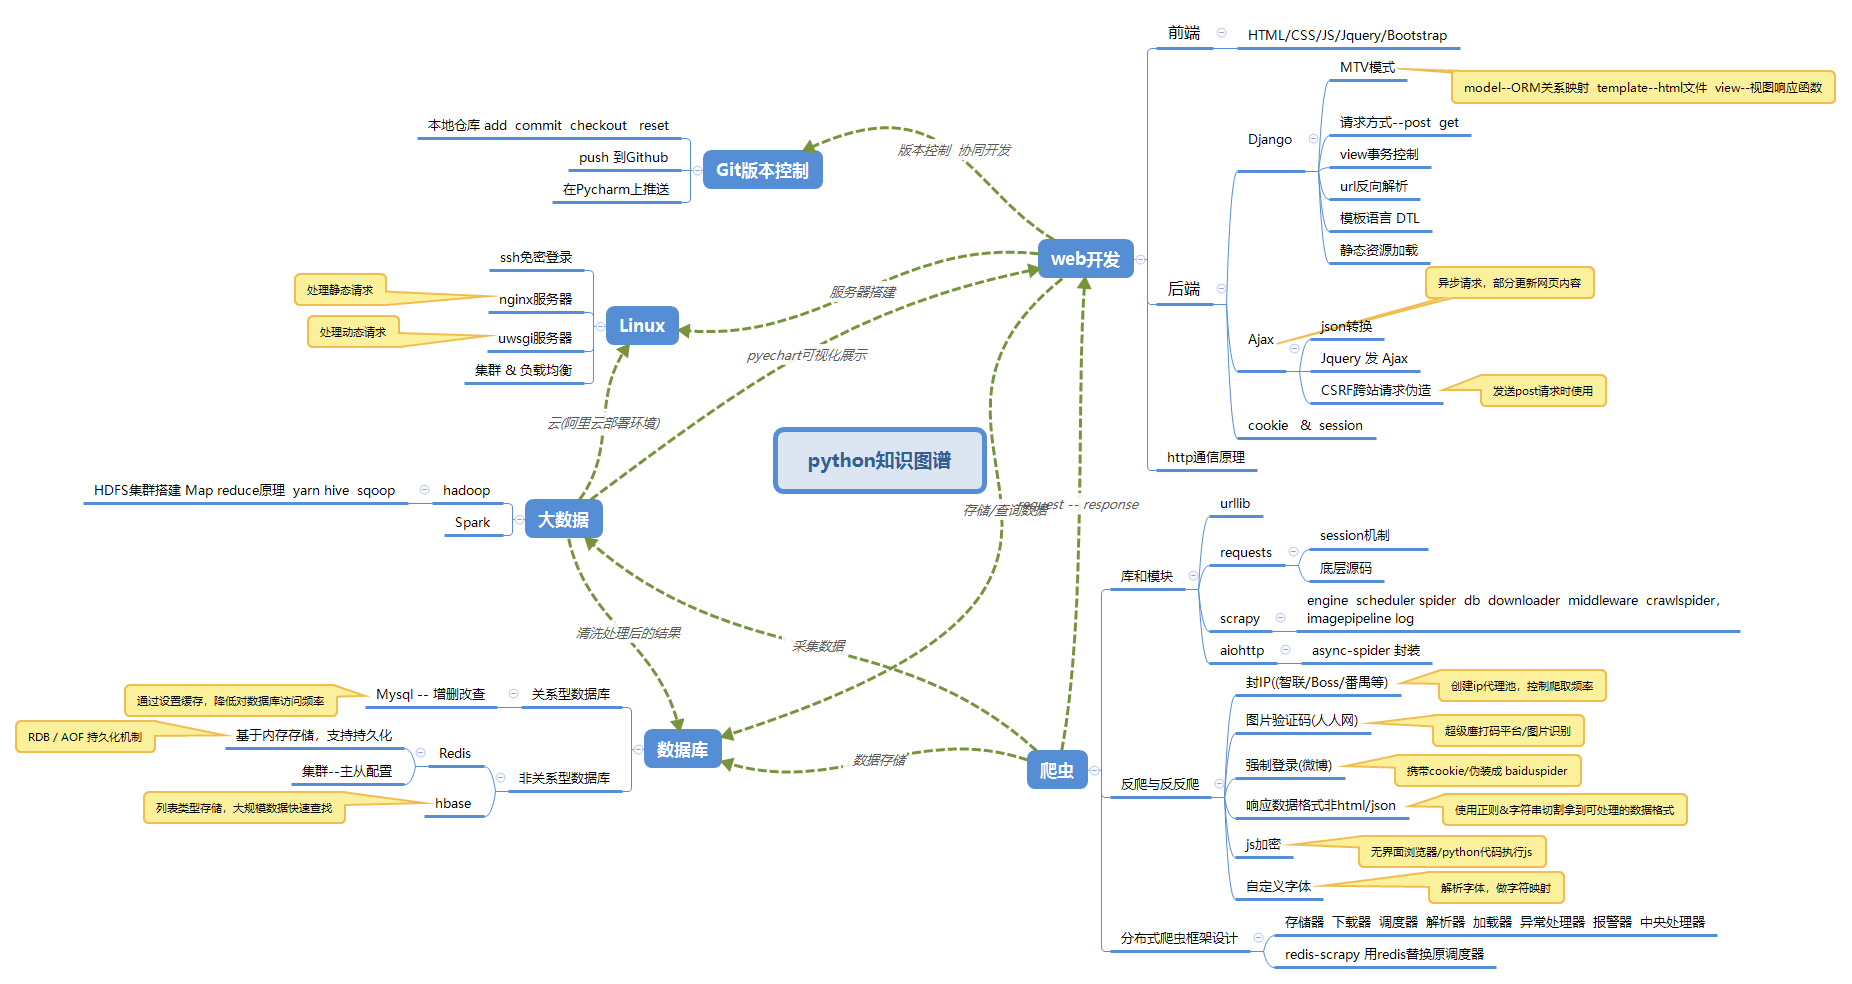 python知识图谱
Git版本控制
本地仓库 add  commit  checkout   reset
push 到Github
在Pycharm上推送
Linux
ssh免密登录
nginx服务器
处理静态请求
uwsgi服务器
处理动态请求
集群 & 负载均衡
大数据
hadoop
HDFS集群搭建 Map reduce原理  yarn hive  sqoop
Spark
数据库
关系型数据库
Mysql -- 增删改查
通过设置缓存，降低对数据库访问频率
非关系型数据库
Redis
基于内存存储，支持持久化
RDB / AOF 持久化机制
集群--主从配置
hbase
列表类型存储，大规模数据快速查找
web开发
前端
HTML/CSS/JS/Jquery/Bootstrap
后端
Django
MTV模式
model--ORM关系映射  template--html文件  view--视图响应函数
请求方式--post  get
view事务控制
url反向解析
模板语言 DTL
静态资源加载
Ajax
异步请求，部分更新网页内容
json转换
Jquery 发 Ajax
CSRF跨站请求伪造
发送post请求时使用
cookie   &  session
http通信原理
爬虫
库和模块
urllib
requests
session机制
底层源码
scrapy
engine  scheduler spider  db  downloader  middleware  crawlspider，
imagepipeline log
aiohttp
async-spider 封装
反爬与反反爬
封IP((智联/Boss/番禺等)
创建ip代理池，控制爬取频率
图片验证码(人人网)
超级鹰打码平台/图片识别
强制登录(微博)
携带cookie/伪装成 baiduspider
响应数据格式非html/json
使用正则&字符串切割拿到可处理的数据格式
js加密
无界面浏览器/python代码执行js
自定义字体
解析字体，做字符映射
分布式爬虫框架设计
存储器  下载器  调度器  解析器  加载器  异常处理器  报警器  中央处理器
redis-scrapy 用redis替换原调度器
版本控制  协同开发
服务器搭建
pyechart可视化展示
云(阿里云部署环境)
存储/查询数据
request -- response
清洗处理后的结果
采集数据
数据存储